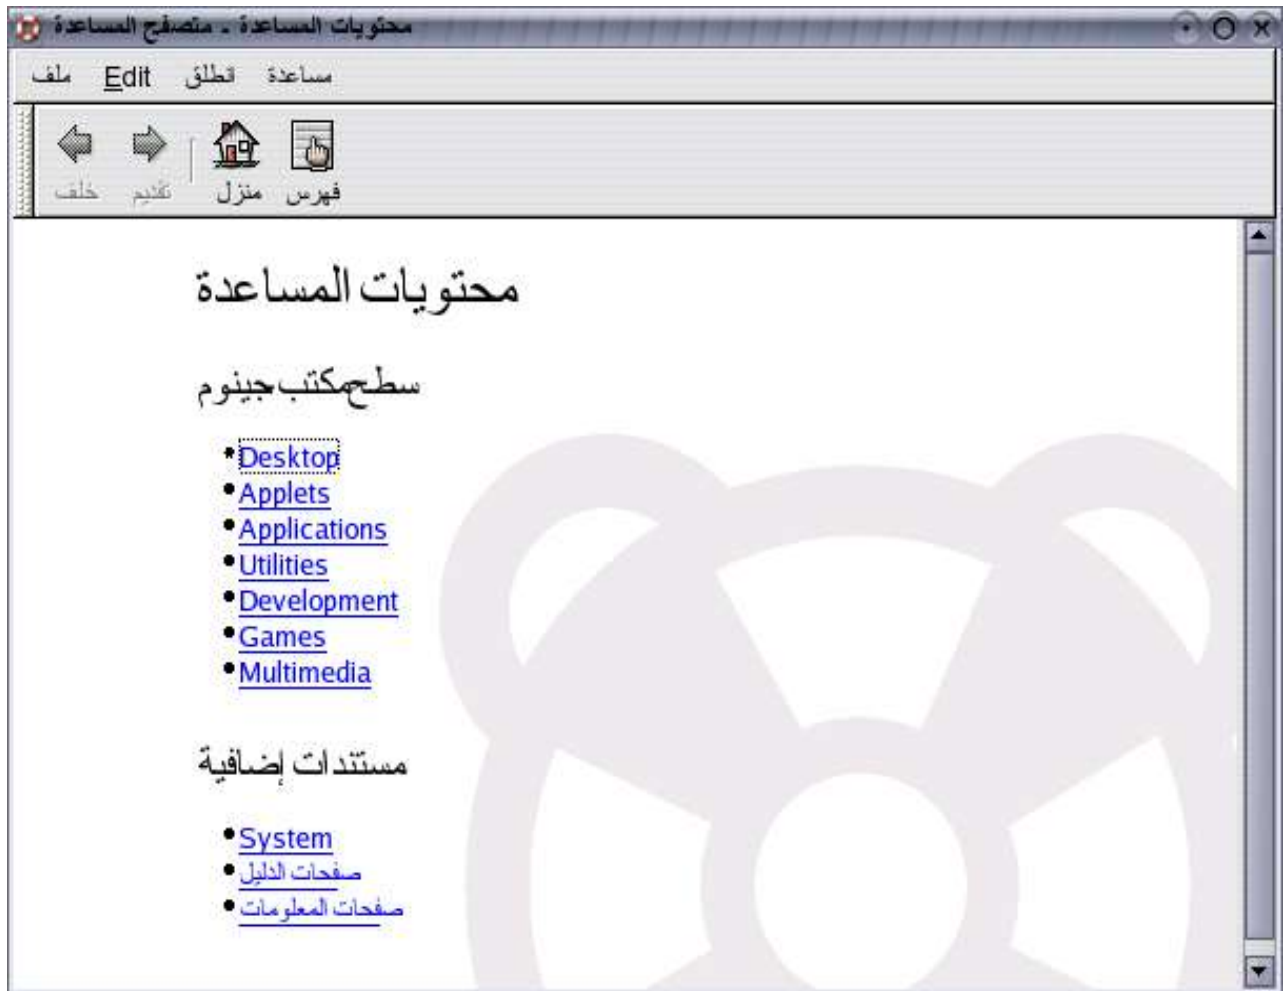 محتويات المساعدة - متصفح المساعدة
ملف Edit انطلق مساعدة
خلف تقديم منزل فهرس
محتويات المساعدة
سطح مكتب جينوم
Desktop
Applets
Applications
Utilities
Development
Games
Multimedia
مستندات إضافية
System
صفحات الدليل
صفحات المعلومات